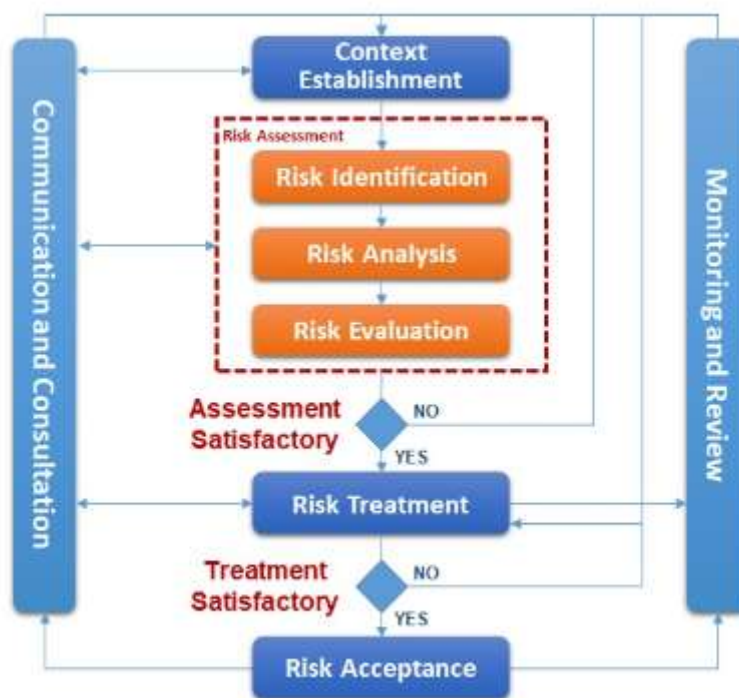 Context
Establishment
Risk Assessment
Risk Identification
Risk Analysis
Risk Evaluation
Assessment
Satisfactory
NO
YES
Risk Treatment
Treatment
Satisfactory
NO
YES
Risk Acceptance
Communication and Consultation
Monitoring and Review